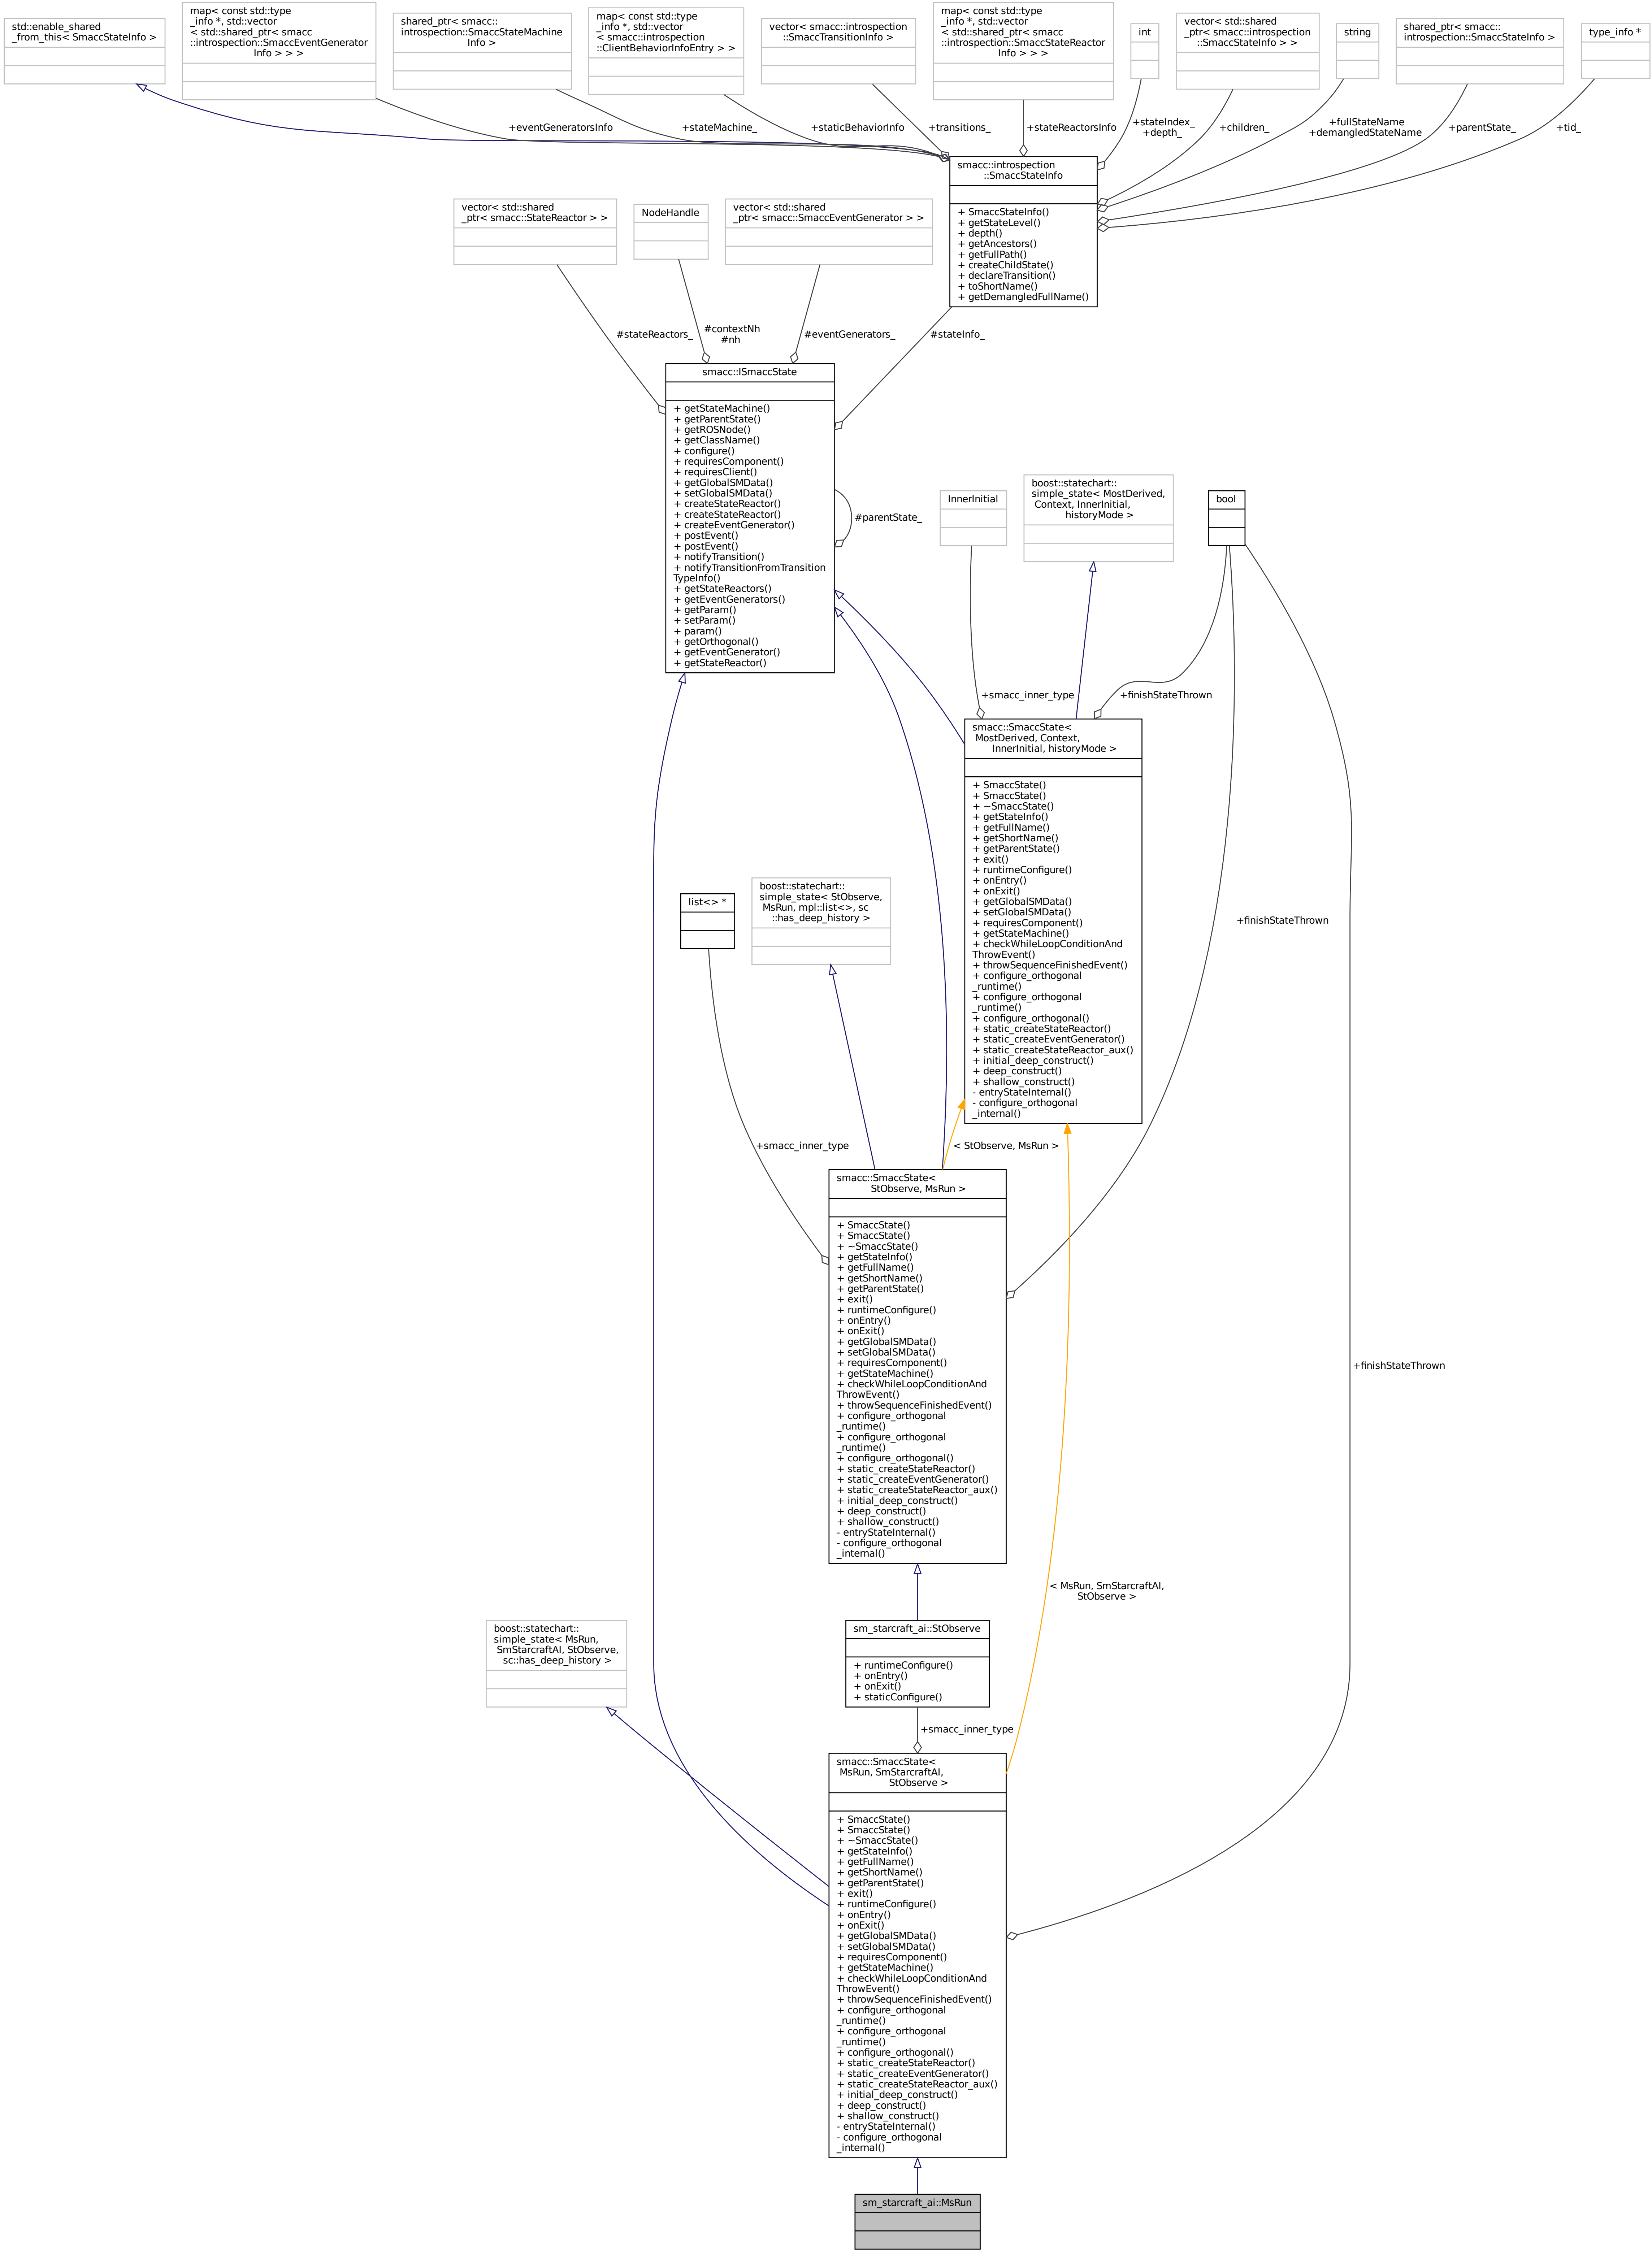 std::enable_shared
_from_this< SmaccStateInfo >
map< const std::type
_info *, std::vector
< std::shared_ptr< smacc
::introspection::SmaccEventGenerator
Info > > >
shared_ptr< smacc::
introspection::SmaccStateMachine
Info >
map< const std::type
_info *, std::vector
< smacc::introspection
::ClientBehaviorInfoEntry > >
vector< smacc::introspection
::SmaccTransitionInfo >
map< const std::type
_info *, std::vector
< std::shared_ptr< smacc
::introspection::SmaccStateReactor
Info > > >
int
vector< std::shared
_ptr< smacc::introspection
::SmaccStateInfo > >
string
shared_ptr< smacc::
introspection::SmaccStateInfo >
type_info *
+eventGeneratorsInfo
+stateMachine_
+staticBehaviorInfo
+transitions_
+stateReactorsInfo
+stateIndex_
+depth_
+children_
+fullStateName
+demangledStateName
+parentState_
+tid_
smacc::introspection
::SmaccStateInfo
+ SmaccStateInfo()
+ getStateLevel()
+ depth()
+ getAncestors()
+ getFullPath()
+ createChildState()
+ declareTransition()
+ toShortName()
+ getDemangledFullName()
vector< std::shared
_ptr< smacc::StateReactor > >
NodeHandle
vector< std::shared
_ptr< smacc::SmaccEventGenerator > >
#stateReactors_
#contextNh
#nh
#eventGenerators_
#stateInfo_
smacc::ISmaccState
+ getStateMachine()
+ getParentState()
+ getROSNode()
+ getClassName()
+ configure()
+ requiresComponent()
+ requiresClient()
+ getGlobalSMData()
+ setGlobalSMData()
+ createStateReactor()
+ createStateReactor()
+ createEventGenerator()
+ postEvent()
+ postEvent()
+ notifyTransition()
+ notifyTransitionFromTransition
TypeInfo()
+ getStateReactors()
+ getEventGenerators()
+ getParam()
+ setParam()
+ param()
+ getOrthogonal()
+ getEventGenerator()
+ getStateReactor()
#parentState_
InnerInitial
boost::statechart::
simple_state< MostDerived,
Context, InnerInitial,
historyMode >
bool
+smacc_inner_type
+finishStateThrown
smacc::SmaccState<
MostDerived, Context,
InnerInitial, historyMode >
+ SmaccState()
+ SmaccState()
+ ~SmaccState()
+ getStateInfo()
+ getFullName()
+ getShortName()
+ getParentState()
+ exit()
+ runtimeConfigure()
+ onEntry()
+ onExit()
+ getGlobalSMData()
+ setGlobalSMData()
+ requiresComponent()
+ getStateMachine()
+ checkWhileLoopConditionAnd
ThrowEvent()
+ throwSequenceFinishedEvent()
+ configure_orthogonal
_runtime()
+ configure_orthogonal
_runtime()
+ configure_orthogonal()
+ static_createStateReactor()
+ static_createEventGenerator()
+ static_createStateReactor_aux()
+ initial_deep_construct()
+ deep_construct()
+ shallow_construct()
- entryStateInternal()
- configure_orthogonal
_internal()
list<> *
boost::statechart::
simple_state< StObserve,
MsRun, mpl::list<>, sc
::has_deep_history >
+finishStateThrown
+smacc_inner_type
< StObserve, MsRun >
smacc::SmaccState<
StObserve, MsRun >
+ SmaccState()
+ SmaccState()
+ ~SmaccState()
+ getStateInfo()
+ getFullName()
+ getShortName()
+ getParentState()
+ exit()
+ runtimeConfigure()
+ onEntry()
+ onExit()
+ getGlobalSMData()
+ setGlobalSMData()
+ requiresComponent()
+ getStateMachine()
+ checkWhileLoopConditionAnd
ThrowEvent()
+ throwSequenceFinishedEvent()
+ configure_orthogonal
_runtime()
+ configure_orthogonal
_runtime()
+ configure_orthogonal()
+ static_createStateReactor()
+ static_createEventGenerator()
+ static_createStateReactor_aux()
+ initial_deep_construct()
+ deep_construct()
+ shallow_construct()
- entryStateInternal()
- configure_orthogonal
_internal()
+finishStateThrown
< MsRun, SmStarcraftAI,
StObserve >
boost::statechart::
simple_state< MsRun,
SmStarcraftAI, StObserve,
sc::has_deep_history >
sm_starcraft_ai::StObserve
+ runtimeConfigure()
+ onEntry()
+ onExit()
+ staticConfigure()
+smacc_inner_type
smacc::SmaccState<
MsRun, SmStarcraftAI,
StObserve >
+ SmaccState()
+ SmaccState()
+ ~SmaccState()
+ getStateInfo()
+ getFullName()
+ getShortName()
+ getParentState()
+ exit()
+ runtimeConfigure()
+ onEntry()
+ onExit()
+ getGlobalSMData()
+ setGlobalSMData()
+ requiresComponent()
+ getStateMachine()
+ checkWhileLoopConditionAnd
ThrowEvent()
+ throwSequenceFinishedEvent()
+ configure_orthogonal
_runtime()
+ configure_orthogonal
_runtime()
+ configure_orthogonal()
+ static_createStateReactor()
+ static_createEventGenerator()
+ static_createStateReactor_aux()
+ initial_deep_construct()
+ deep_construct()
+ shallow_construct()
- entryStateInternal()
- configure_orthogonal
_internal()
sm_starcraft_ai::MsRun